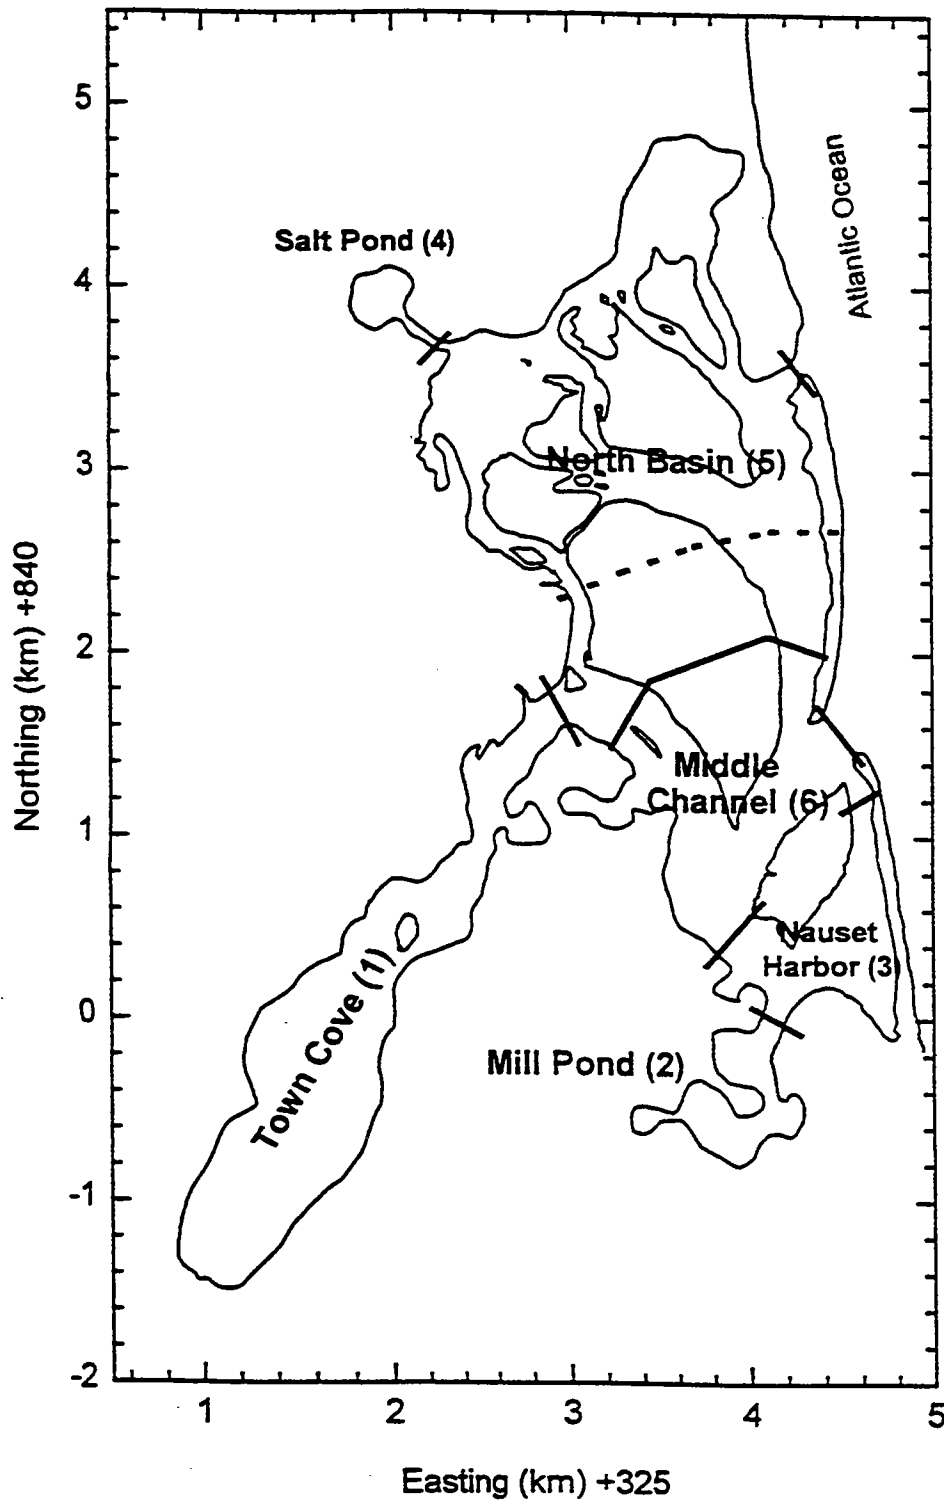 5
Atlantic Ocean
Salt Pond (4)
4
3
North Basin (5)
Northing (km) +840
2
Middle
Channel (6)
1
Nauset
Harbor (3)
Town Cove (1)
0
Mill Pond (2)
-1
-2
1 2 3 4 5
Easting (km) +325